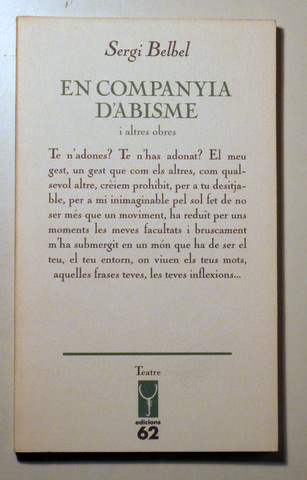 Sergi Belbel
EN COMPANYIA
D'ABISME
i altres obres
Te n'adones? Te n'has adonat? El meu
gest, un gest que com els altres, com qual-
sevol altre, crèiem prohibit, per a tu desitja-
ble, per a mi inimaginable pel sol fet de no
ser més que un moviment, ha reduït per uns
moments les meves facultats i bruscament
m'ha submergit en un món que ha de ser el
teu, el teu entorn, on viuen els teus mots,
aquelles frases teves, les teves inflexions...
Teatre
edicions
62